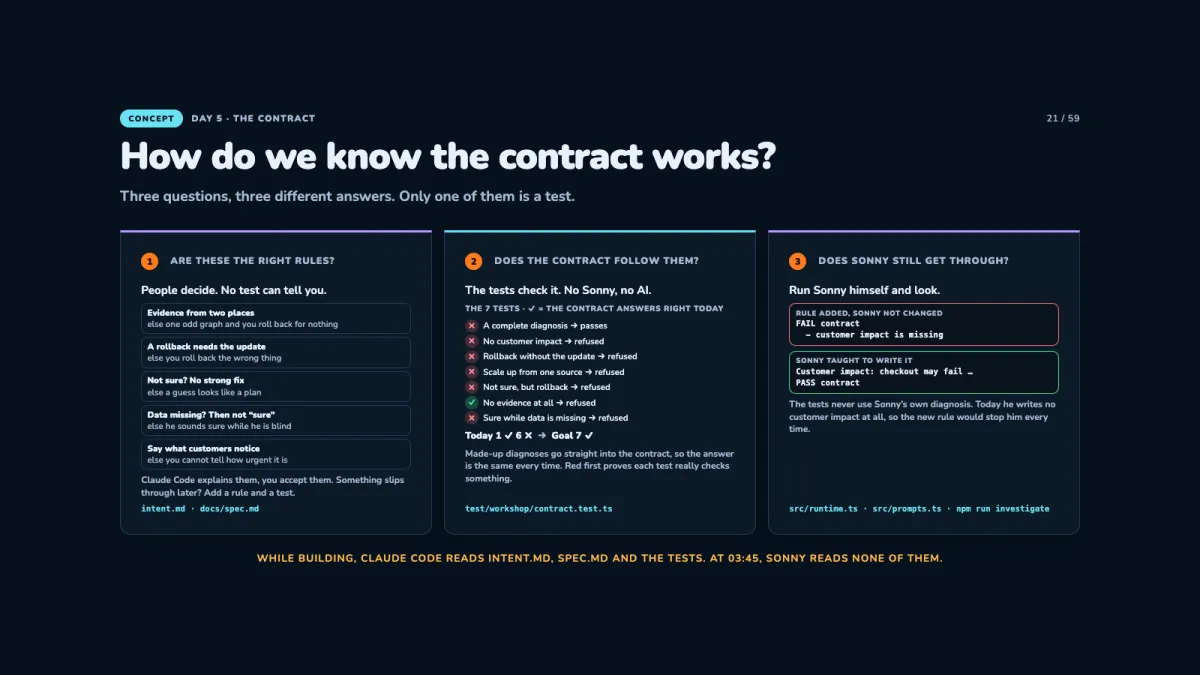 CONCEPT DAY 5 · THE CONTRACT
21 / 59
How do we know the contract works?
Three questions, three different answers. Only one of them is a test.
1 ARE THESE THE RIGHT RULES?
People decide. No test can tell you.
Evidence from two places
else one odd graph and you roll back for nothing
A rollback needs the update
else you roll back the wrong thing
Not sure? No strong fix
else a guess looks like a plan
Data missing? Then not “sure”
else he sounds sure while he is blind
Say what customers notice
else you cannot tell how urgent it is
Claude Code explains them, you accept them. Something slips
through later? Add a rule and a test.
intent.md · docs/spec.md
2 DOES THE CONTRACT FOLLOW THEM?
The tests check it. No Sonny, no AI.
THE 7 TESTS · ✓ = THE CONTRACT ANSWERS RIGHT TODAY
✕ A complete diagnosis → passes
✕ No customer impact → refused
✕ Rollback without the update → refused
✕ Scale up from one source → refused
✕ Not sure, but rollback → refused
✓ No evidence at all → refused
✕ Sure while data is missing → refused
Today 1 ✓ 6 ✕ → Goal 7 ✓
Made-up diagnoses go straight into the contract, so the answer
is the same every time. Red first proves each test really checks
something.
test/workshop/contract.test.ts
3 DOES SONNY STILL GET THROUGH?
Run Sonny himself and look.
RULE ADDED, SONNY NOT CHANGED
FAIL contract
– customer impact is missing
SONNY TAUGHT TO WRITE IT
Customer impact: checkout may fail …
PASS contract
The tests never use Sonny's own diagnosis. Today he writes no
customer impact at all, so the new rule would stop him every
time.
src/runtime.ts · src/prompts.ts · npm run investigate
WHILE BUILDING, CLAUDE CODE READS INTENT.MD, SPEC.MD AND THE TESTS. AT 03:45, SONNY READS NONE OF THEM.